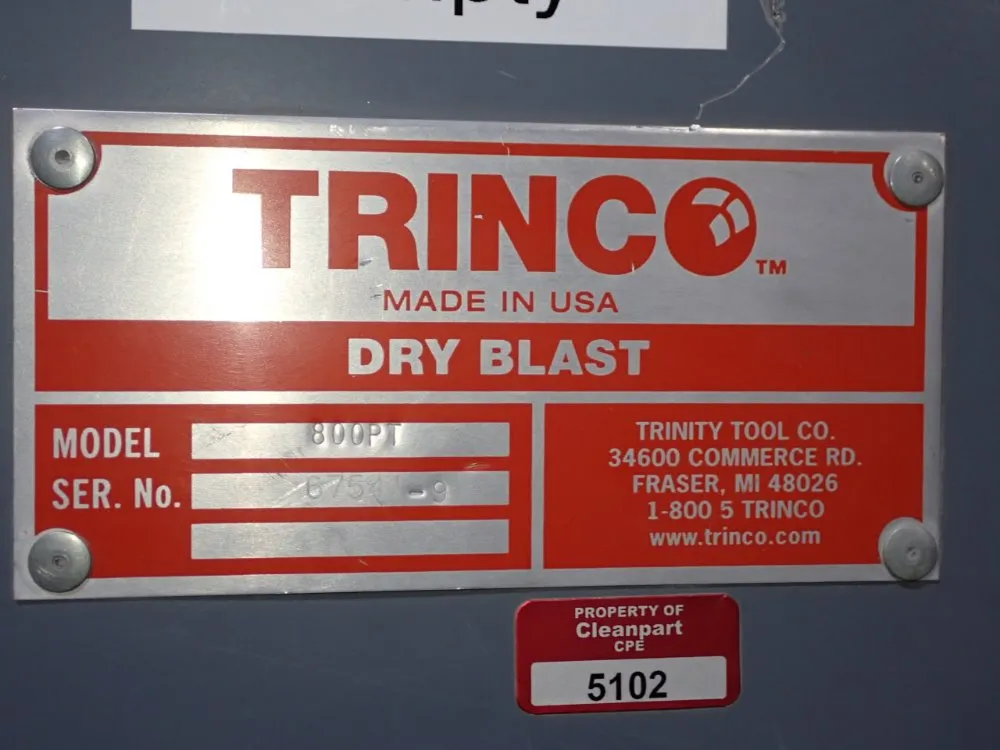 TRINCO™
MADE IN USA
DRY BLAST
MODEL 800PT
SER. No.
TRINITY TOOL CO.
34600 COMMERCE RD.
FRASER, MI 48026
1-800 5 TRINCO
www.trinco.com
PROPERTY OF
Cleanpart
CPE
5102